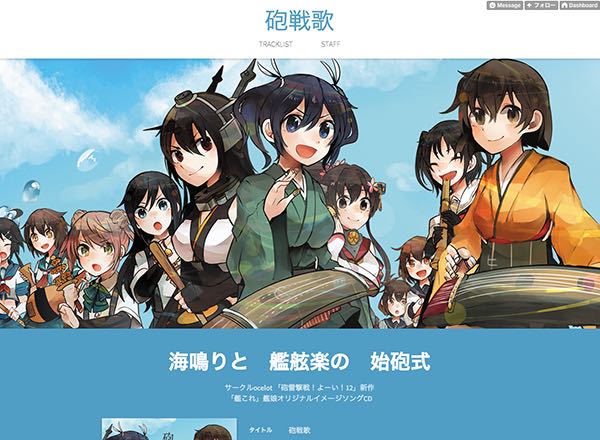 Message
フォロー
Dashboard
砲戦歌
TRACKLIST
STAFF
海鳴りと 艦舷楽の 始砲式
サークルocelot 「砲雷撃戦！よーい！12」新作
「艦これ」艦娘オリジナルイメージソングCD
タイトル 砲戦歌